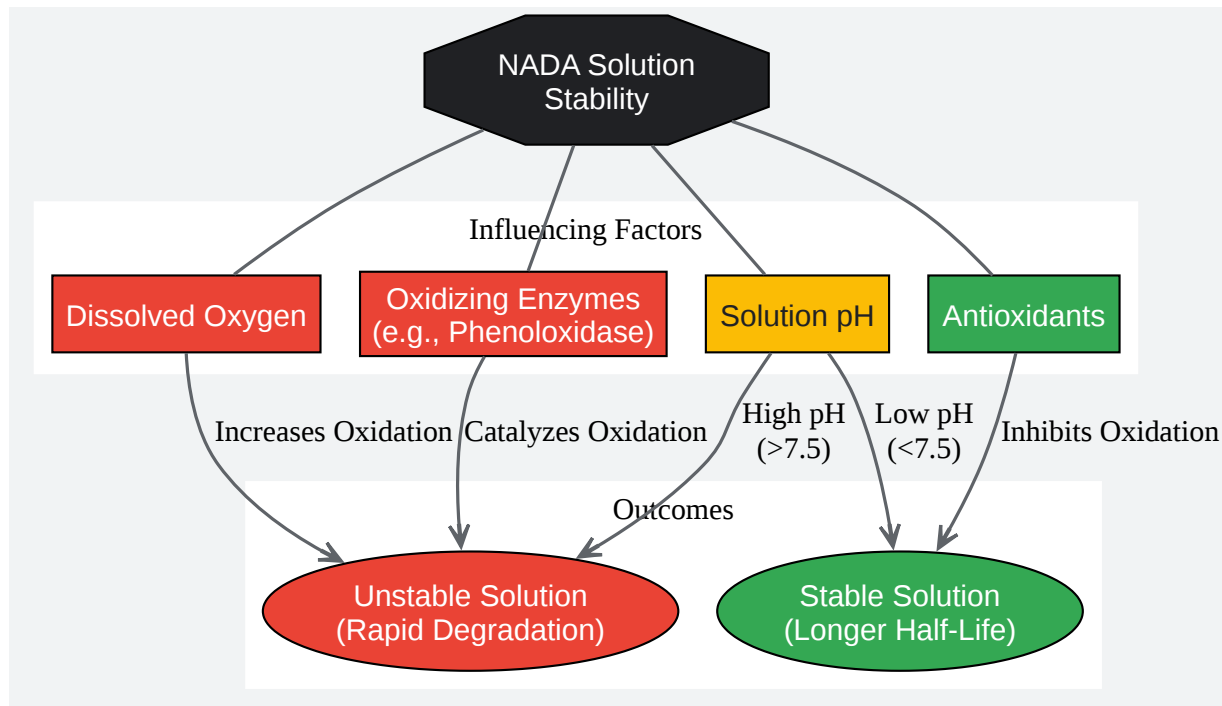 NADA Solution
Stability
Influencing Factors
Dissolved Oxygen
Oxidizing Enzymes
(e.g., Phenoloxidase)
Solution pH
Antioxidants
Increases Oxidation
Catalyzes Oxidation
High pH
(>7.5)
Low pH
(<7.5)
Inhibits Oxidation
Outcomes
Unstable Solution
(Rapid Degradation)
Stable Solution
(Longer Half-Life)